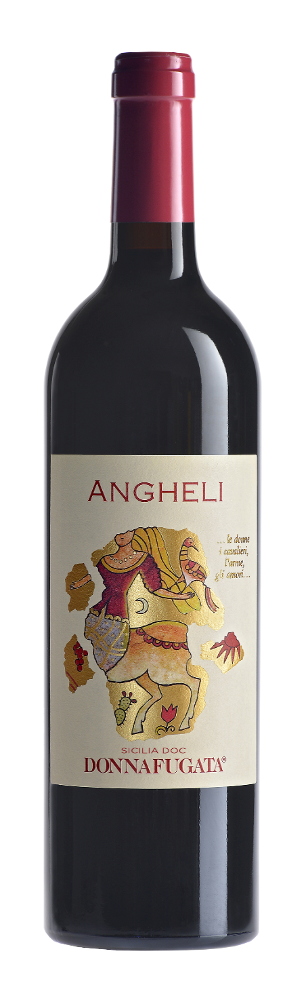 ANGHELI
... le donne
i cavalieri,
l'arme,
gli amori....
SICILIA DOC
DONNAFUGATA®